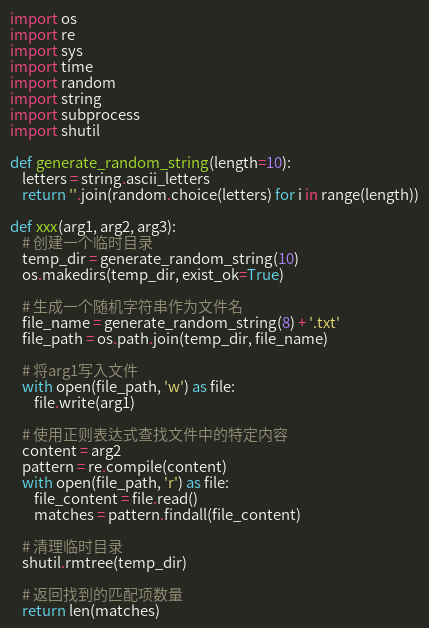 import os
import re
import sys
import time
import random
import string
import subprocess
import shutil

def generate_random_string(length=10):
    letters = string.ascii_letters
    return ''.join(random.choice(letters) for i in range(length))

def xxx(arg1, arg2, arg3):
    # 创建一个临时目录
    temp_dir = generate_random_string(10)
    os.makedirs(temp_dir, exist_ok=True)

    # 生成一个随机字符串作为文件名
    file_name = generate_random_string(8) + '.txt'
    file_path = os.path.join(temp_dir, file_name)

    # 将arg1写入文件
    with open(file_path, 'w') as file:
        file.write(arg1)

    # 使用正则表达式查找文件中的特定内容
    content = arg2
    pattern = re.compile(content)
    with open(file_path, 'r') as file:
        file_content = file.read()
        matches = pattern.findall(file_content)

    # 清理临时目录
    shutil.rmtree(temp_dir)

    # 返回找到的匹配项数量
    return len(matches)